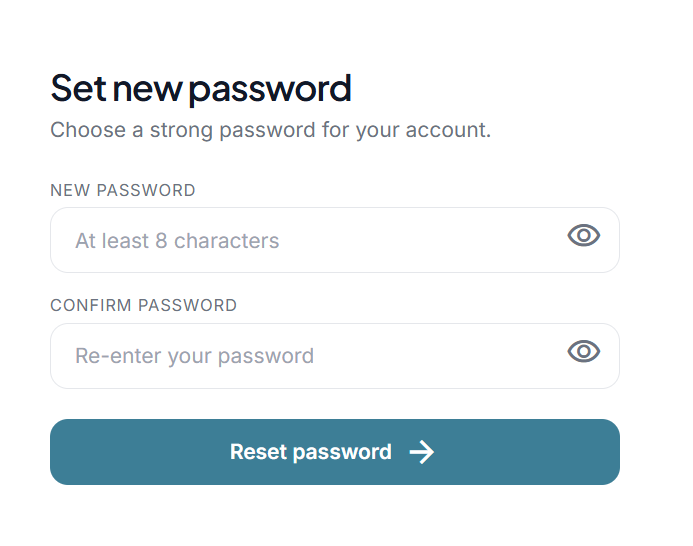 Set new password
Choose a strong password for your account.
NEW PASSWORD
At least 8 characters
CONFIRM PASSWORD
Re-enter your password
Reset password